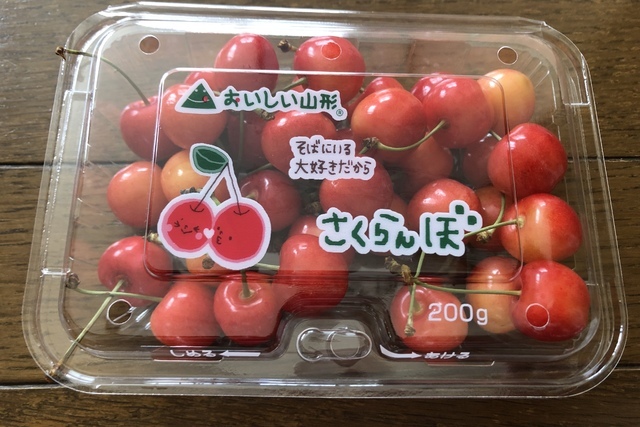 おいしい山形®
そばにいる
大好きだから
さくらんぼ
200g
しめる
あける